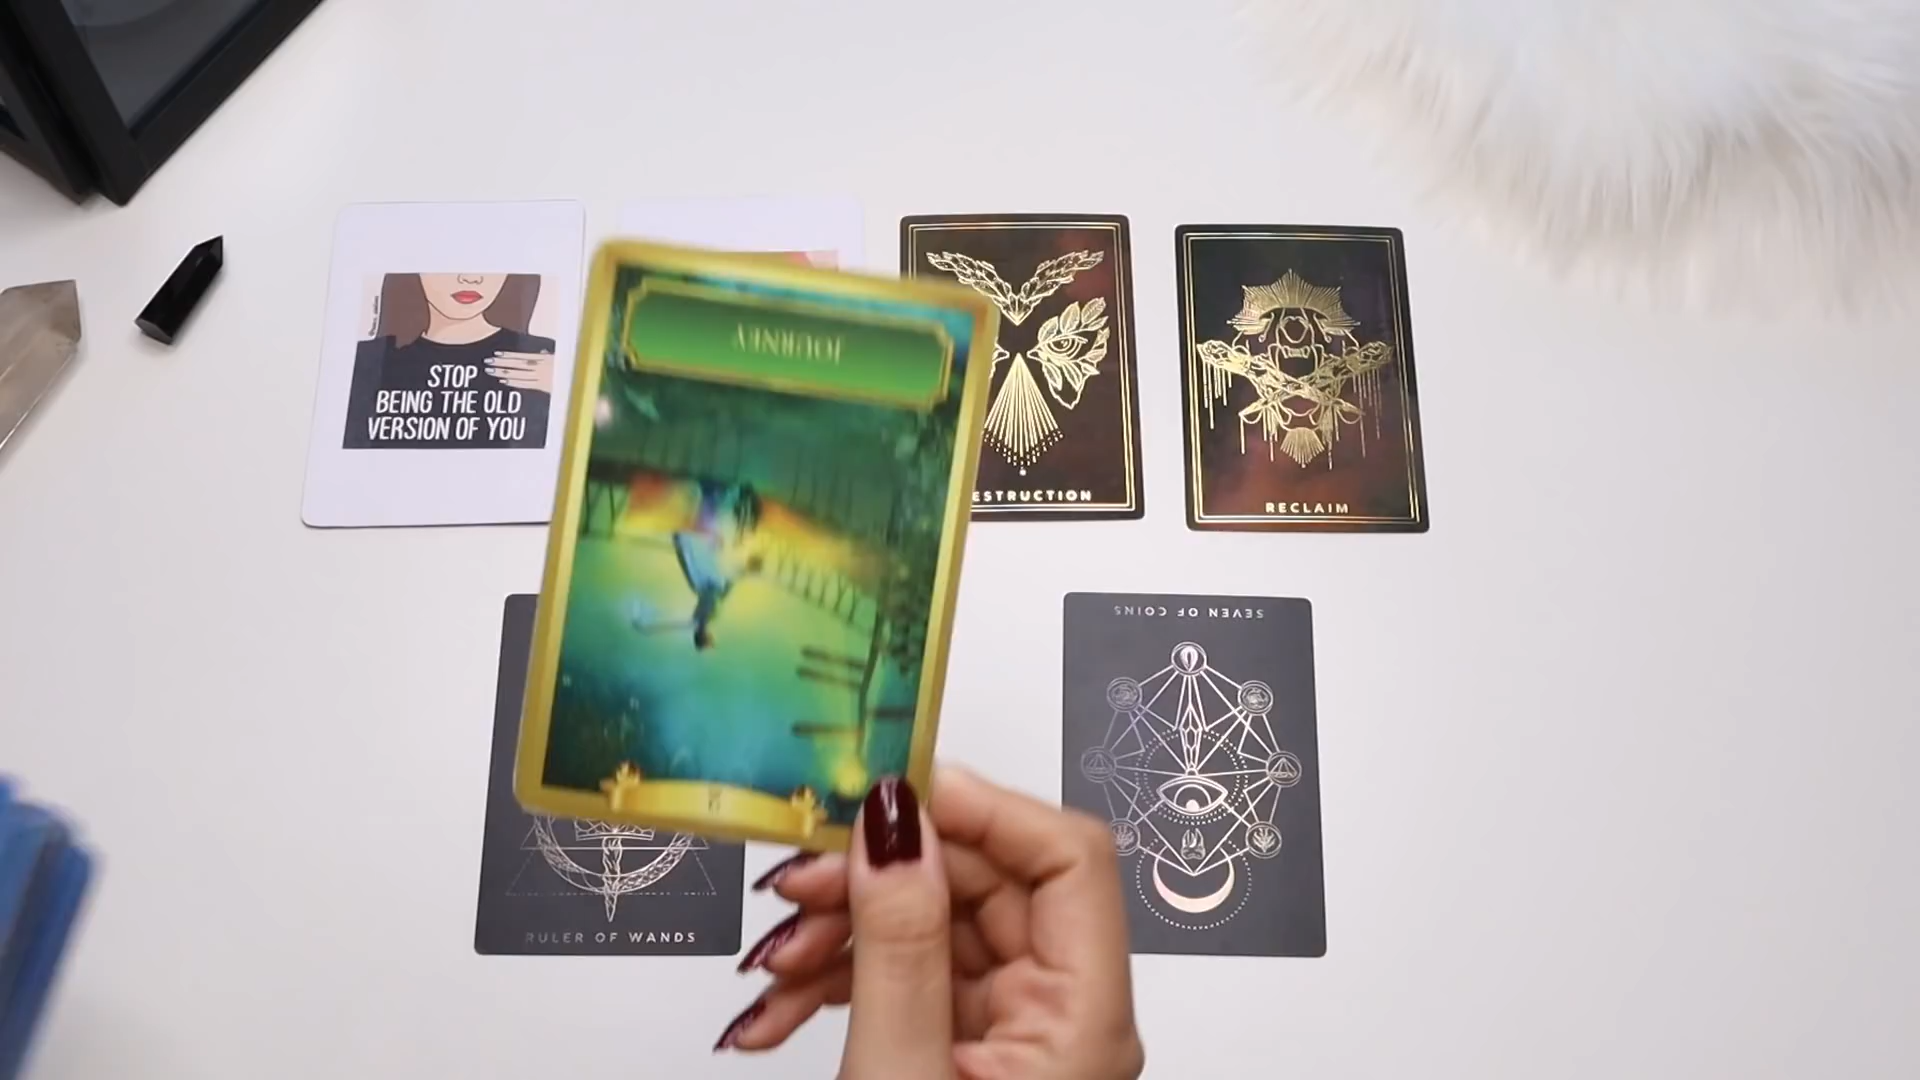 STOP
BEING THE OLD
VERSION OF YOU
JOURNEY
ESTRUCTION
RECLAIM
SEVEN OF COINS
RULER OF WANDS